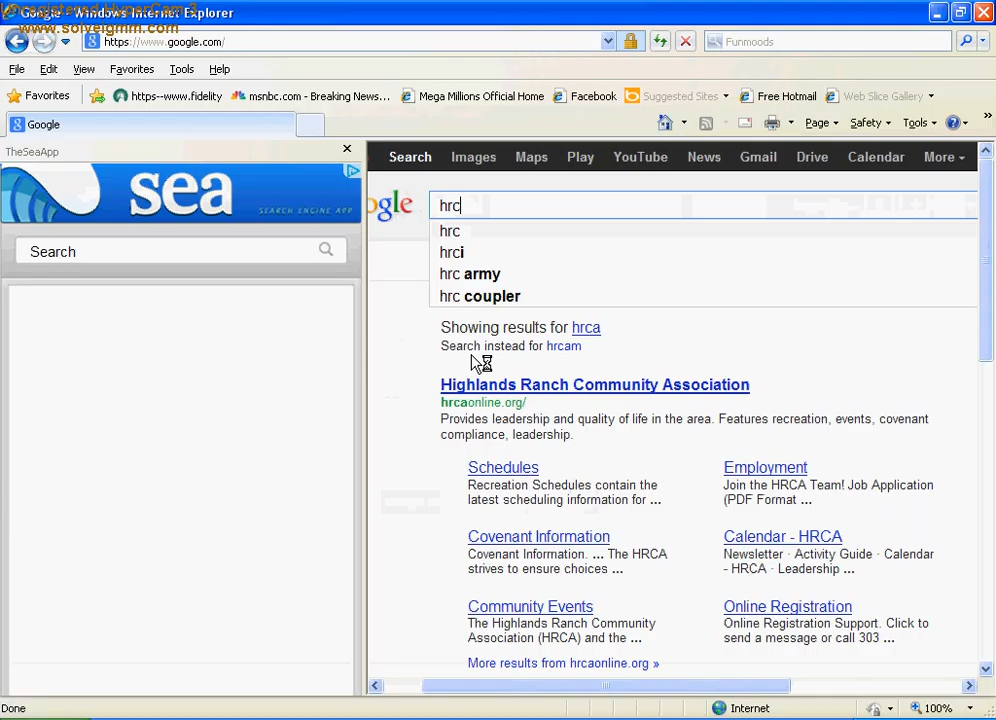 Google - Windows Internet Explorer
Unregistered HyperCam 3
www.solveigmm.com
https://www.google.com/
Funmoods
File Edit View Favorites Tools Help
Favorites https--www.fidelity msnbc.com - Breaking News... Mega Millions Official Home Facebook Suggested Sites Free Hotmail Web Slice Gallery
Google
Page Safety Tools »
TheSeaApp
Search Images Maps Play YouTube News Gmail Drive Calendar More
sea
SEARCH ENGINE APP
ogle
hrc
Search
hrc
hrci
hrc army
hrc coupler
Showing results for hrca
Search instead for hrcam
Highlands Ranch Community Association
hrcaonline.org/
Provides leadership and quality of life in the area. Features recreation, events, covenant
compliance, leadership.
Schedules
Recreation Schedules contain the
latest scheduling information for ...
Employment
Join the HRCA Team! Job Application
(PDF Format ...
Covenant Information
Covenant Information. ... The HRCA
strives to ensure choices ...
Calendar - HRCA
Newsletter · Activity Guide · Calendar
- HRCA · Leadership ...
Community Events
The Highlands Ranch Community
Association (HRCA) and the ...
Online Registration
Online Registration Support. Click to
send a message or call 303 ...
More results from hrcaonline.org »
Done
Internet
100%